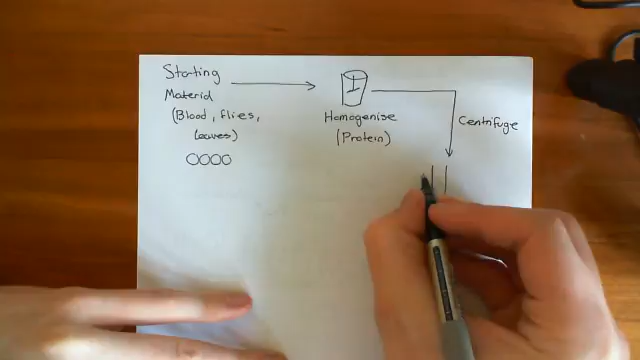 Starting
Material
(Blood, flies,
leaves)
Homogenise
(Protein)
Centrifuge